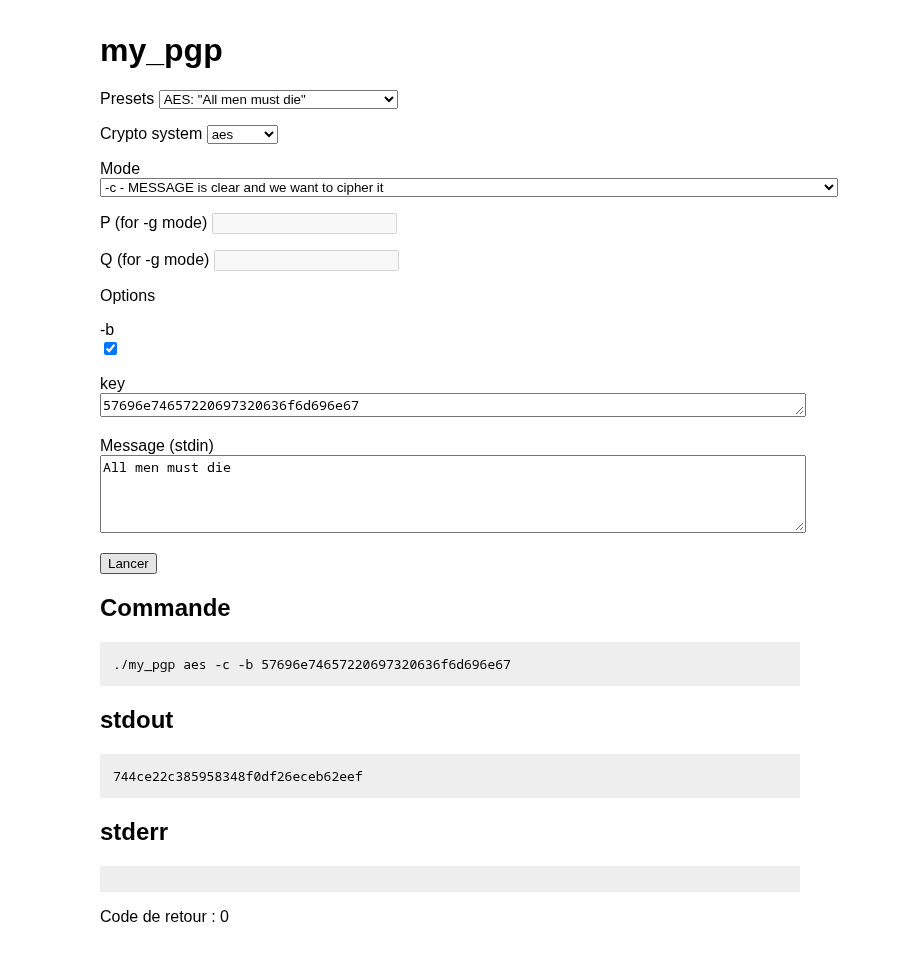 my_pgp
Presets AES: "All men must die"
Crypto system aes
Mode
-c - MESSAGE is clear and we want to cipher it
P (for -g mode)
Q (for -g mode)
Options
-b
key
57696e74657220697320636f6d696e67
Message (stdin)
All men must die
Lancer
Commande
./my_pgp aes -c -b 57696e74657220697320636f6d696e67
stdout
744ce22c385958348f0df26eceb62eef
stderr
Code de retour : 0